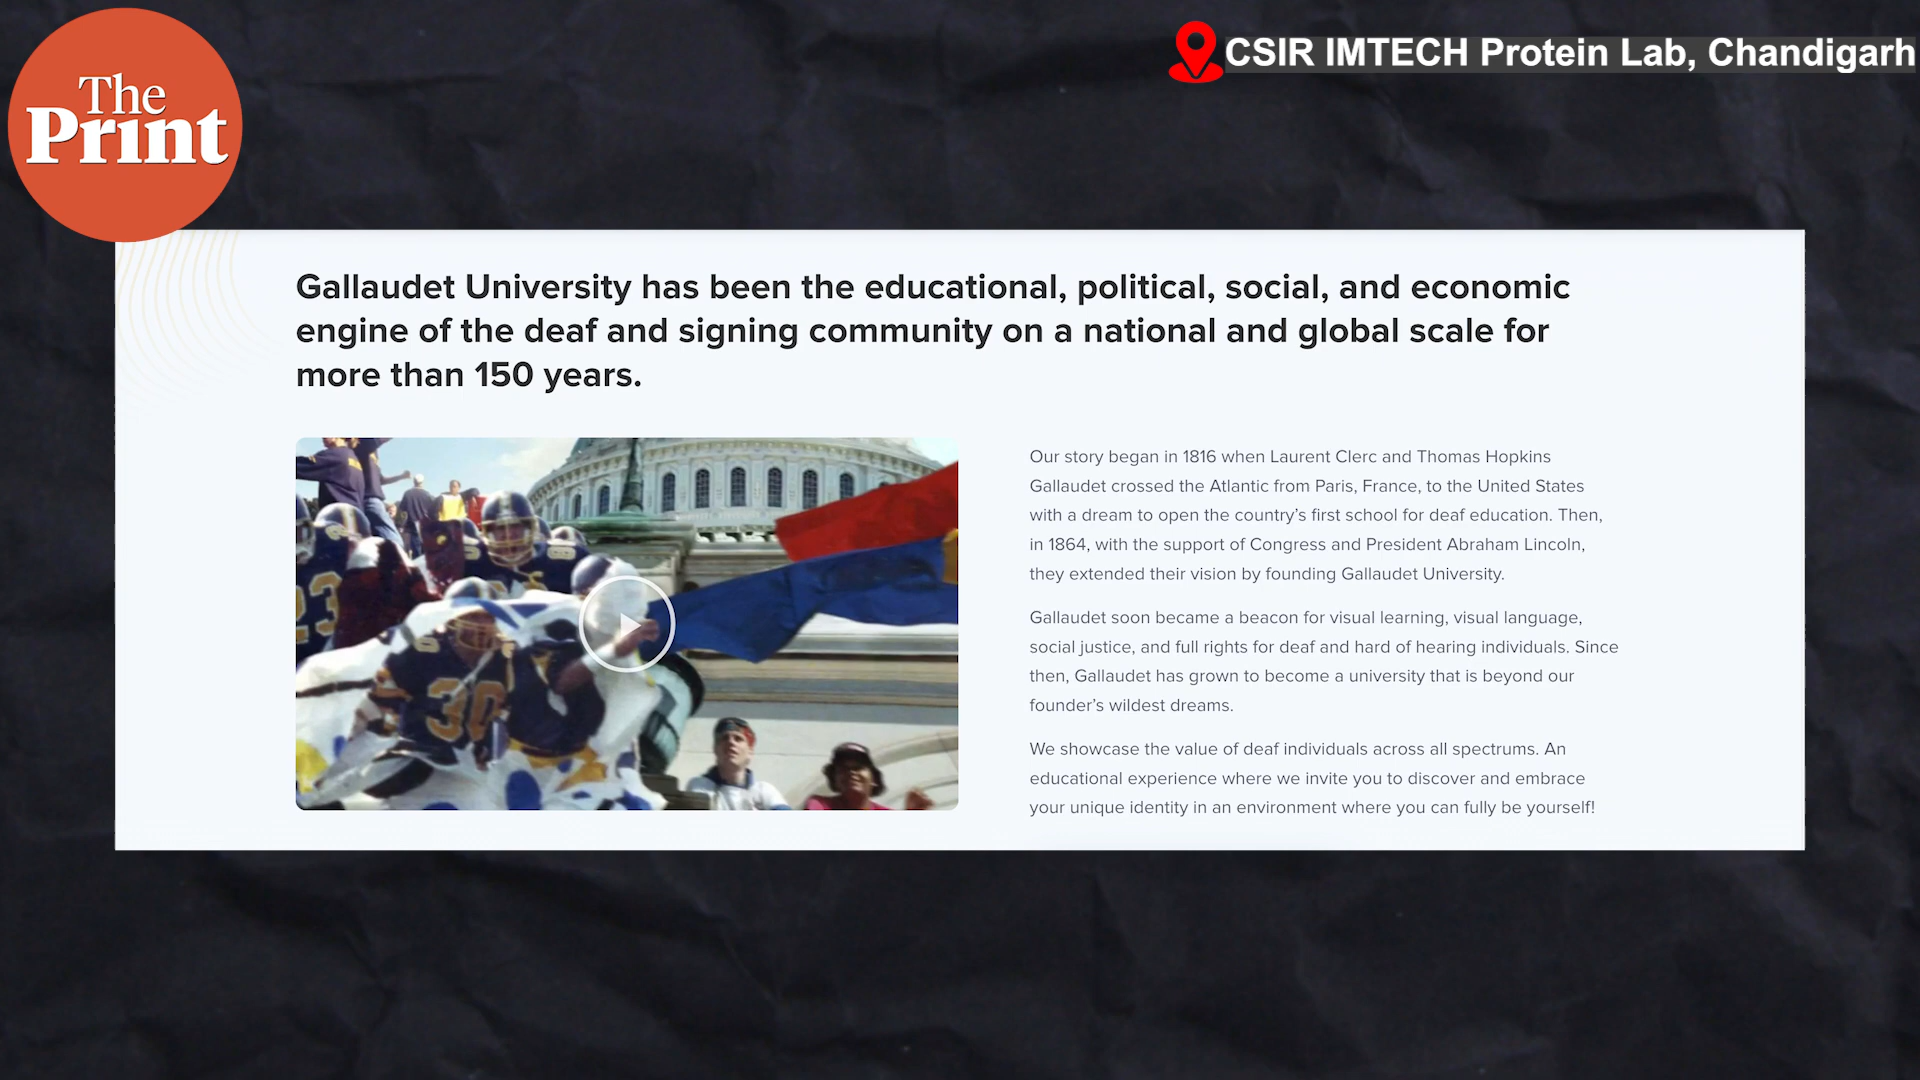 The
Print
CSIR IMTECH Protein Lab, Chandigarh
Gallaudet University has been the educational, political, social, and economic
engine of the deaf and signing community on a national and global scale for
more than 150 years.
23
30
Our story began in 1816 when Laurent Clerc and Thomas Hopkins
Gallaudet crossed the Atlantic from Paris, France, to the United States
with a dream to open the country’s first school for deaf education. Then,
in 1864, with the support of Congress and President Abraham Lincoln,
they extended their vision by founding Gallaudet University.
Gallaudet soon became a beacon for visual learning, visual language,
social justice, and full rights for deaf and hard of hearing individuals. Since
then, Gallaudet has grown to become a university that is beyond our
founder’s wildest dreams.
We showcase the value of deaf individuals across all spectrums. An
educational experience where we invite you to discover and embrace
your unique identity in an environment where you can fully be yourself!